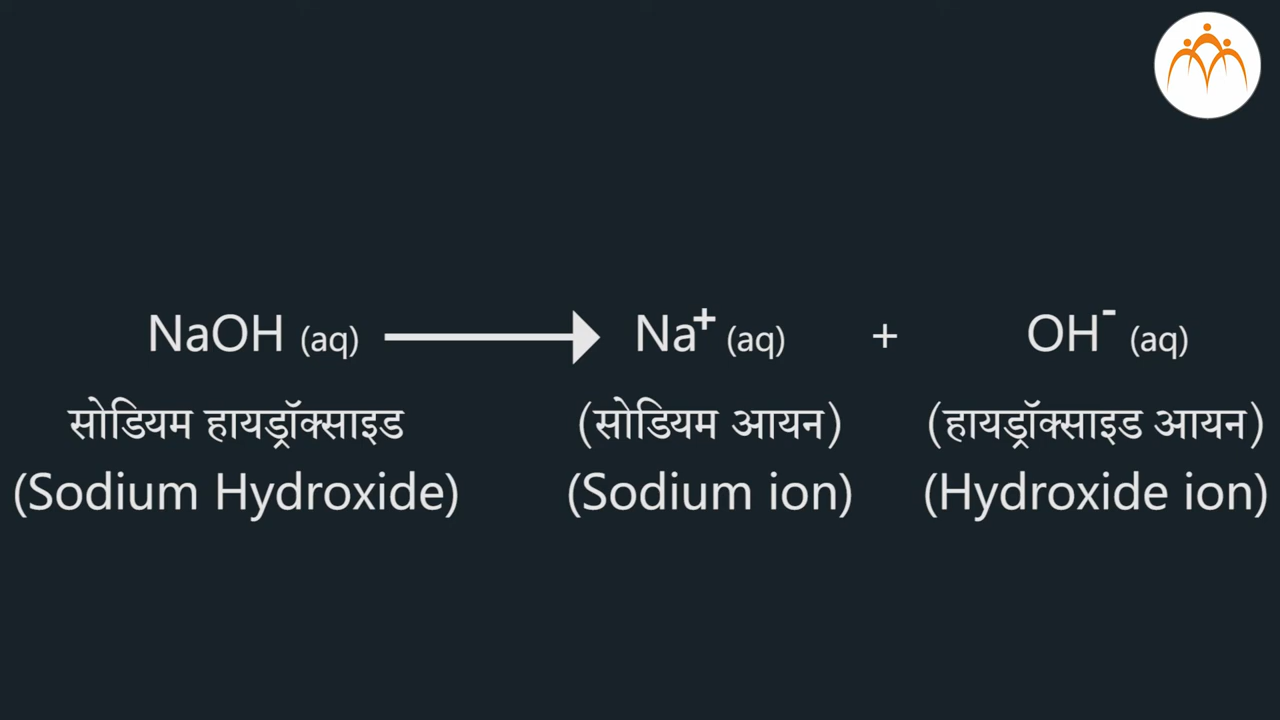 NaOH (aq) ⟶ Na⁺ (aq) + OH⁻ (aq)
सोडियम हायड्रॉक्साइड (सोडियम आयन) (हायड्रॉक्साइड आयन)
(Sodium Hydroxide) (Sodium ion) (Hydroxide ion)